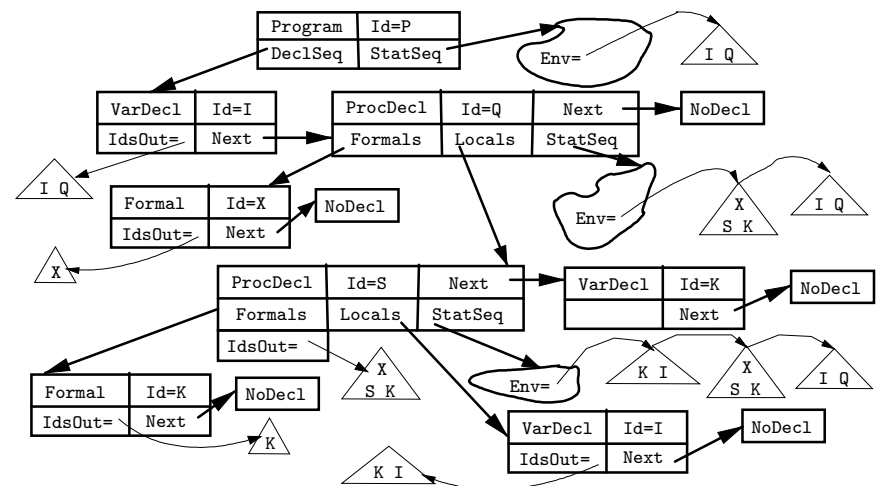 Program Id=P
DeclSeq StatSeq
Env=
I Q
VarDecl Id=I
IdsOut= Next
ProcDecl Id=Q Next
Formals Locals StatSeq
NoDecl
I Q
Formal Id=X
IdsOut= Next
NoDecl
Env=
X
S K
I Q
X
ProcDecl Id=S Next
Formals Locals StatSeq
IdsOut=
VarDecl Id=K
Next
NoDecl
X
S K
Env=
K I
X
S K
I Q
Formal Id=K
IdsOut= Next
NoDecl
K
VarDecl Id=I
IdsOut= Next
NoDecl
K I